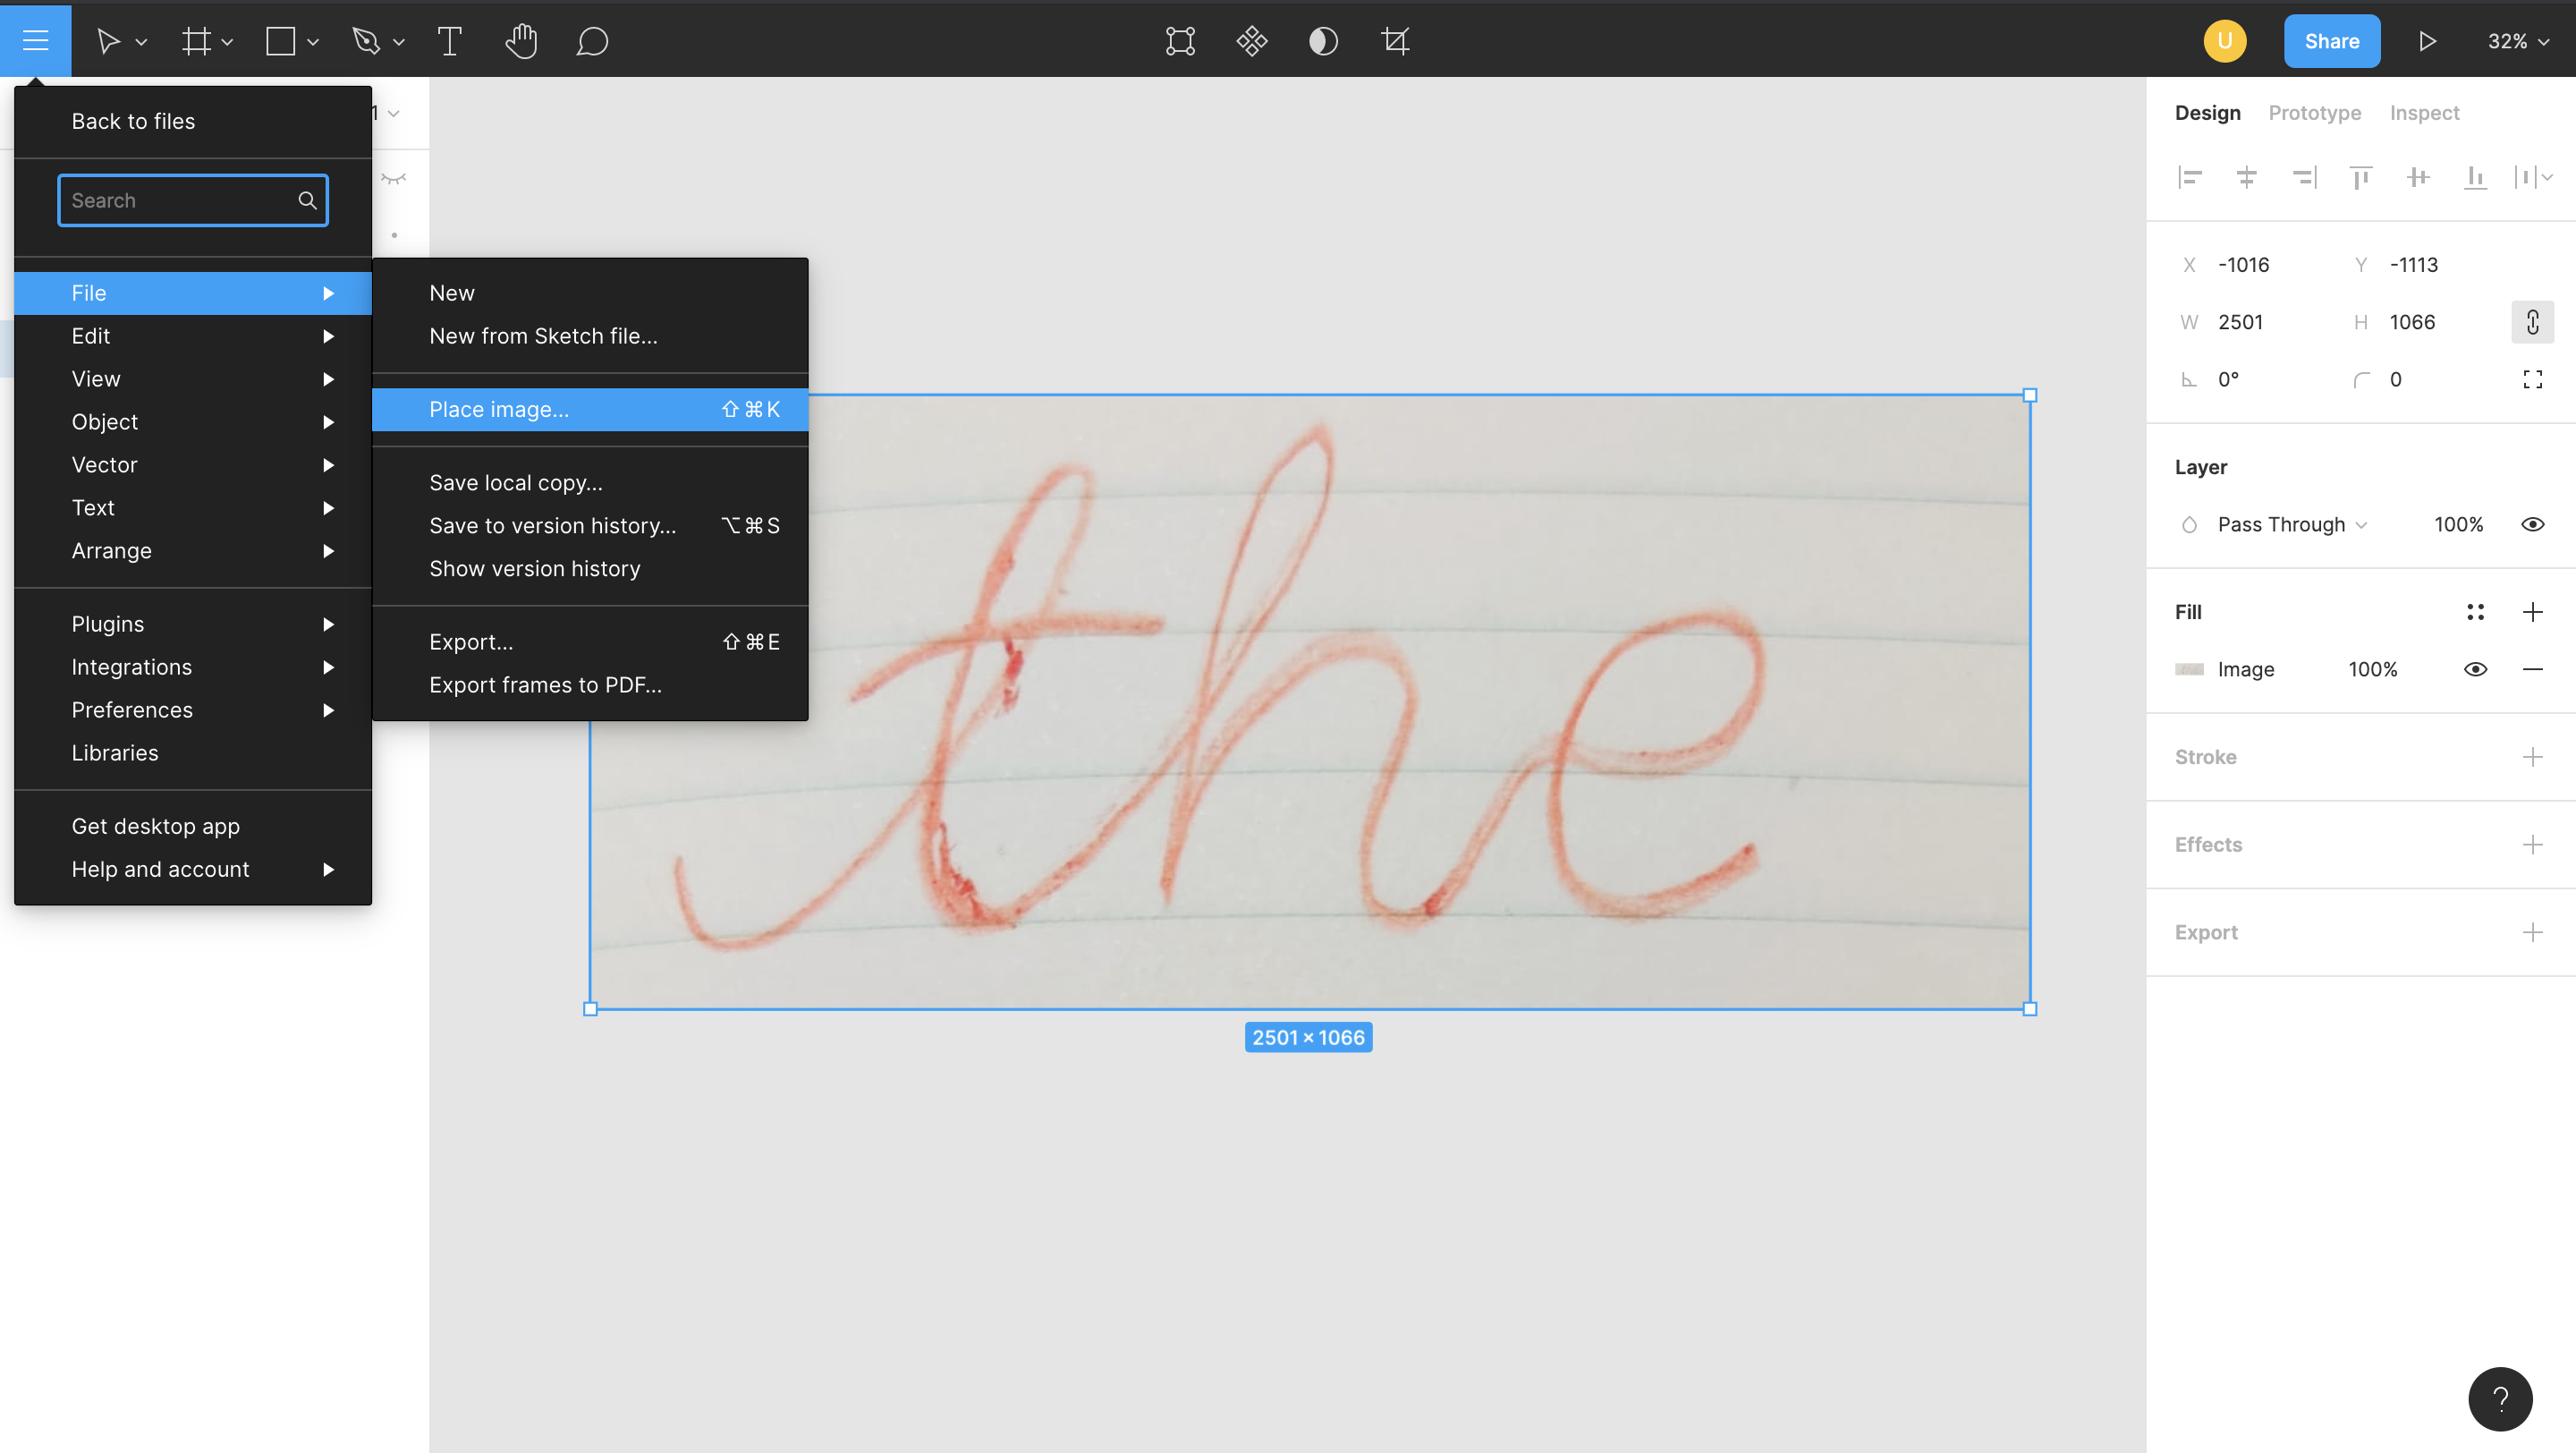 U
Share
32%
Back to files
1
Search
File
Edit
View
Object
Vector
Text
Arrange
Plugins
Integrations
Preferences
Libraries
Get desktop app
Help and account
New
New from Sketch file...
Place image... ⇧⌘K
Save local copy...
Save to version history... ⌥⌘S
Show version history
Export... ⇧⌘E
Export frames to PDF...
the
2501 × 1066
Design Prototype Inspect
X -1016 Y -1113
W 2501 H 1066
0° 0
Layer
Pass Through 100%
Fill
Image 100%
Stroke
Effects
Export
?